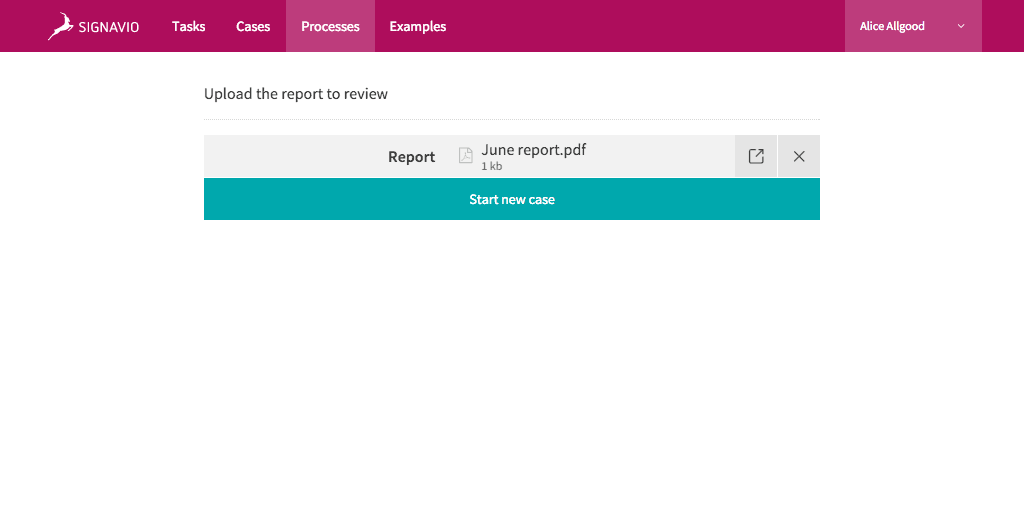 SIGNAVIO Tasks Cases Processes Examples Alice Allgood
Upload the report to review
Report June report.pdf
1 kb
Start new case